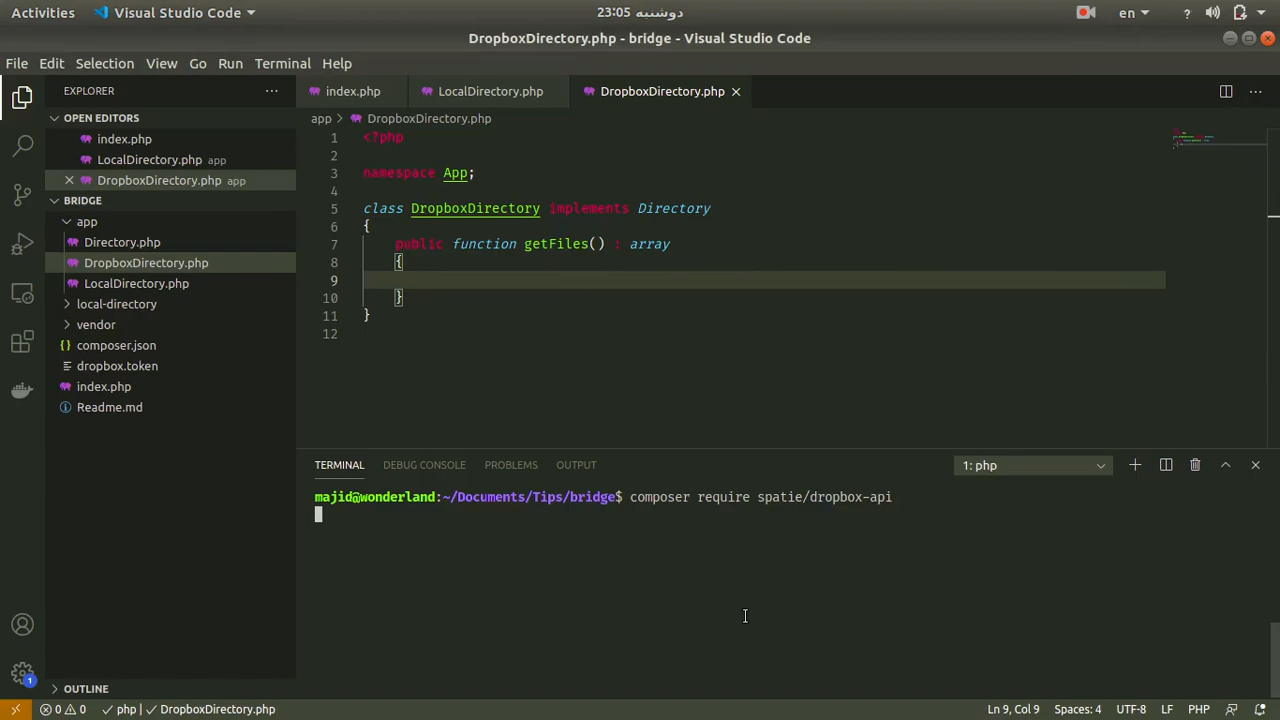 Activities Visual Studio Code دوشنبه 23:05 en ?
DropboxDirectory.php - bridge - Visual Studio Code
File Edit Selection View Go Run Terminal Help
EXPLORER
OPEN EDITORS
index.php
LocalDirectory.php app
DropboxDirectory.php app
BRIDGE
app
Directory.php
DropboxDirectory.php
LocalDirectory.php
local-directory
vendor
composer.json
dropbox.token
index.php
Readme.md
OUTLINE
1
index.php LocalDirectory.php DropboxDirectory.php
app > DropboxDirectory.php
1 <?php
2
3 namespace App;
4
5 class DropboxDirectory implements Directory
6 {
7 public function getFiles() : array
8 {
9
10 }
11 }
12
TERMINAL DEBUG CONSOLE PROBLEMS OUTPUT 1: php
majid@wonderland:~/Documents/Tips/bridge$ composer require spatie/dropbox-api
0 0 php | DropboxDirectory.php Ln 9, Col 9 Spaces: 4 UTF-8 LF PHP